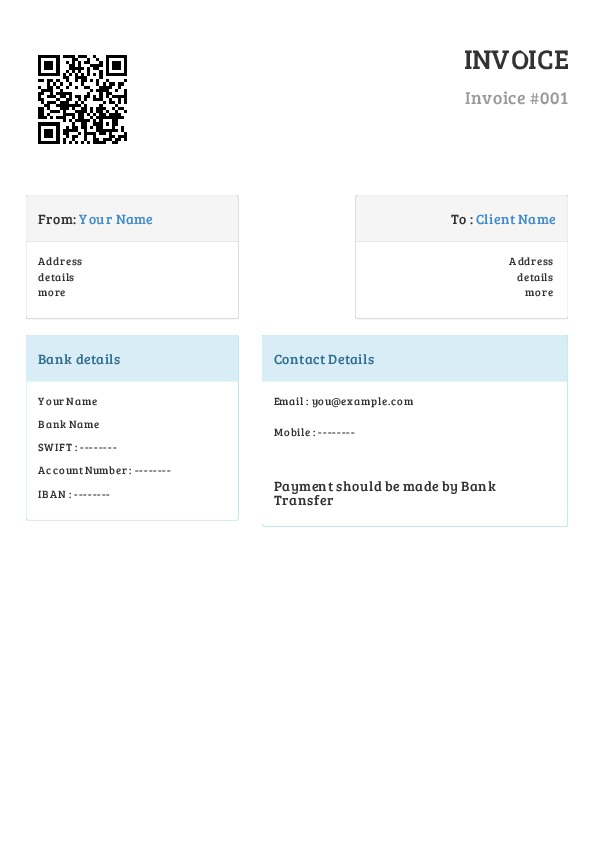 INVOICE
Invoice #001
From: Your Name
Address
details
more
To : Client Name
Address
details
more
Bank details
Your Name
Bank Name
SWIFT : --------
Account Number : --------
IBAN : --------
Contact Details
Email : you@example.com
Mobile : --------
Payment should be made by Bank
Transfer